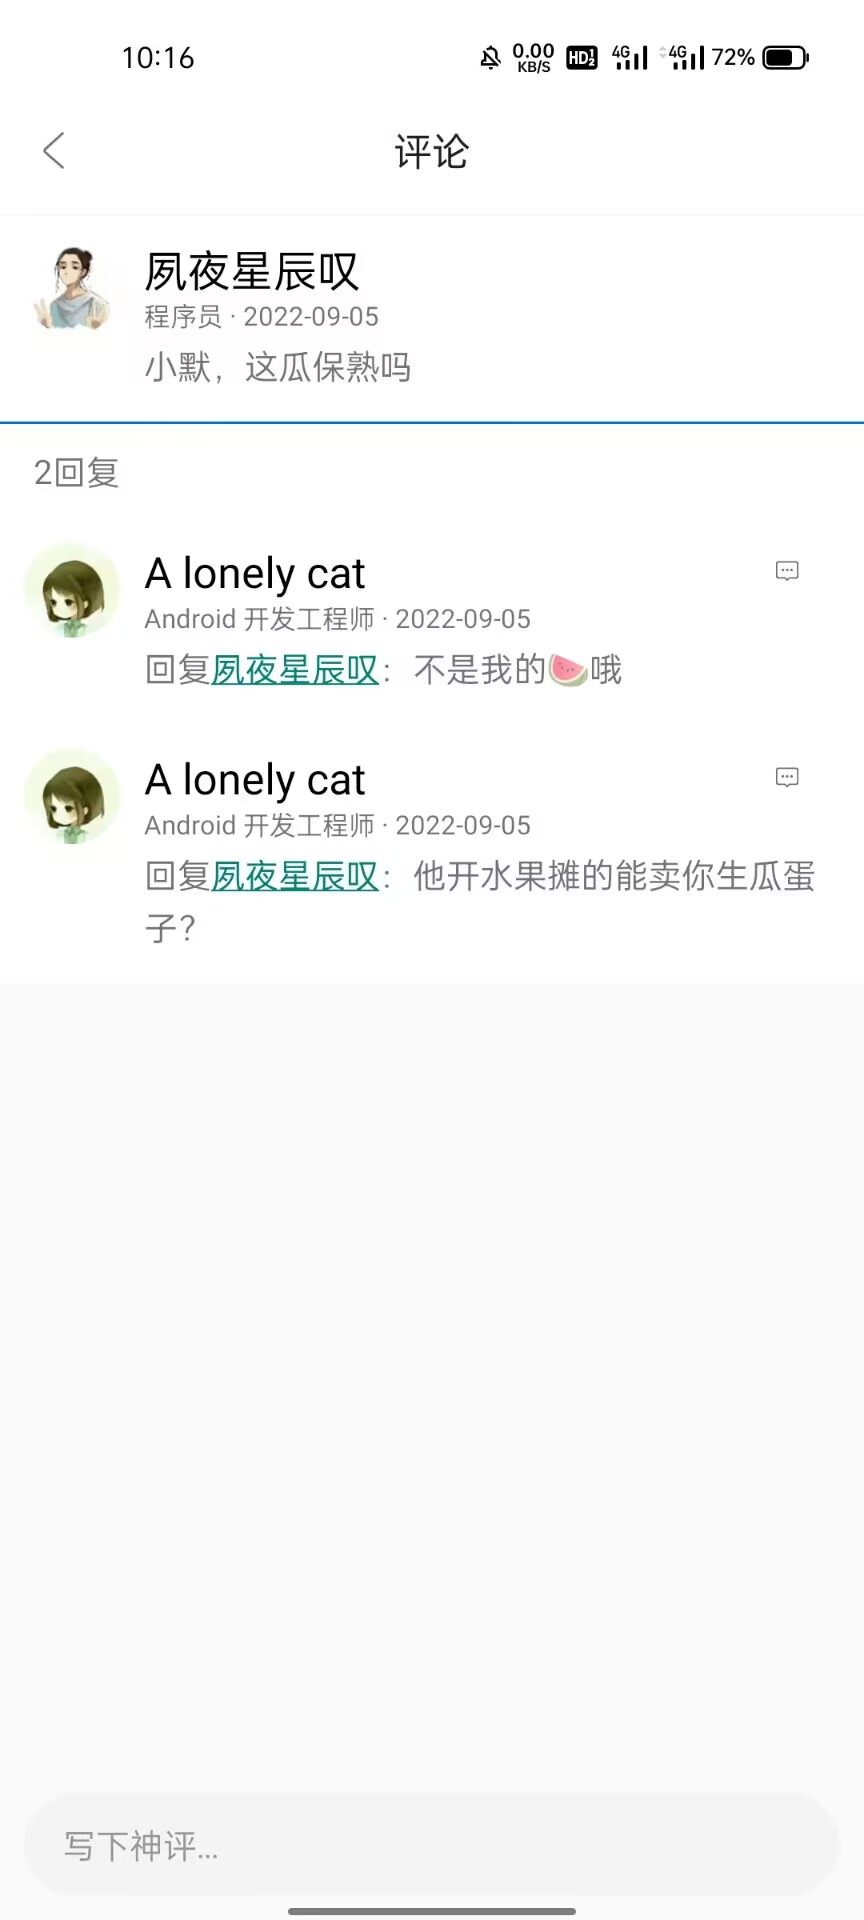 10:16
0.00 KB/S HD 4G 4G 72%
评论
夙夜星辰叹
程序员 · 2022-09-05
小默，这瓜保熟吗
2回复
A lonely cat
Android 开发工程师 · 2022-09-05
回复夙夜星辰叹：不是我的🍉哦
A lonely cat
Android 开发工程师 · 2022-09-05
回复夙夜星辰叹：他开水果摊的能卖你生瓜蛋
子？
写下神评...